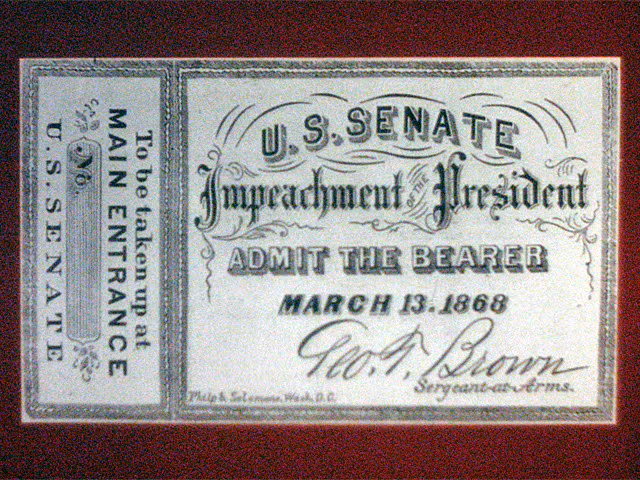 To be taken up at
MAIN ENTRANCE
No.
U.S. SENATE
U.S. SENATE
Impeachment OF THE President
ADMIT THE BEARER
MARCH 13. 1868
Geo. T. Brown
Sergeant-at-Arms.
Philp & Solomons, Wash. D.C.